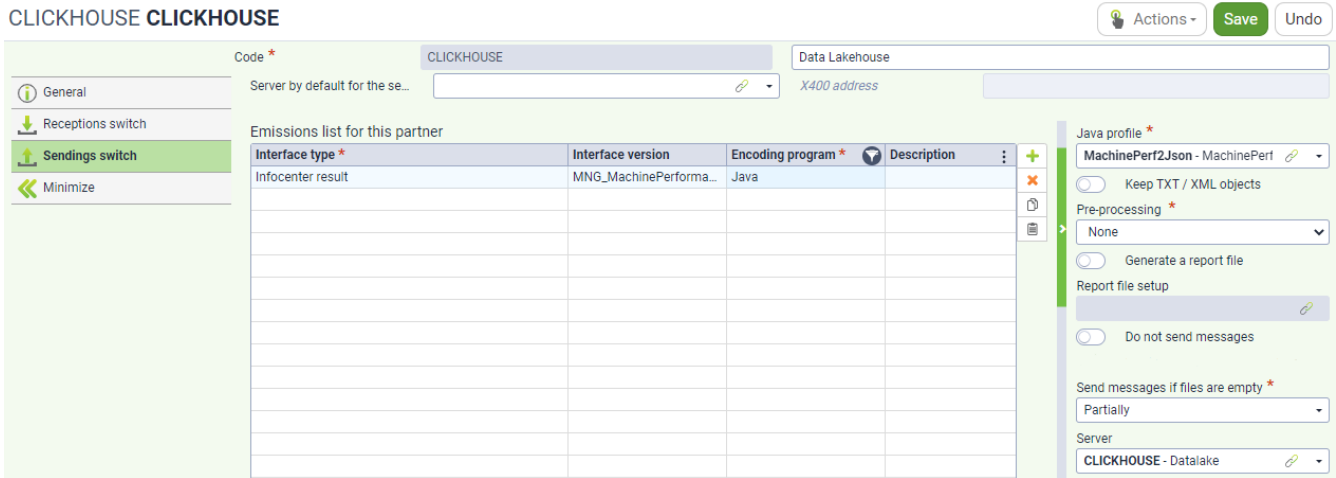 CLICKHOUSE CLICKHOUSE
Actions
Save
Undo
Code *
CLICKHOUSE
Data Lakehouse
Server by default for the se...
X400 address
General
Receptions switch
Sendings switch
Minimize
Emissions list for this partner
Interface type *
Interface version
Encoding program *
Description
Infocenter result
MNG_MachinePerforma...
Java
Java profile *
MachinePerf2Json - MachinePerf
Keep TXT / XML objects
Pre-processing *
None
Generate a report file
Report file setup
Do not send messages
Send messages if files are empty *
Partially
Server
CLICKHOUSE - Datalake